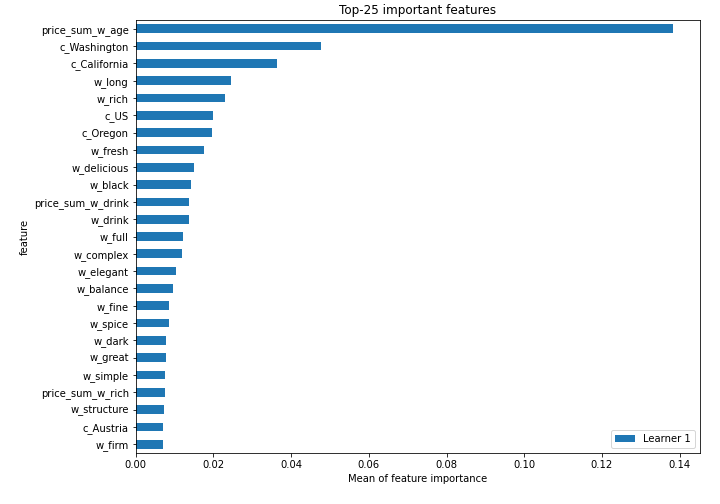 Top-25 important features
price_sum_w_age
c_Washington
c_California
w_long
w_rich
c_US
c_Oregon
w_fresh
w_delicious
w_black
price_sum_w_drink
w_drink
w_full
w_complex
w_elegant
w_balance
w_fine
w_spice
w_dark
w_great
w_simple
price_sum_w_rich
w_structure
c_Austria
w_firm
feature
Learner 1
0.00 0.02 0.04 0.06 0.08 0.10 0.12 0.14
Mean of feature importance